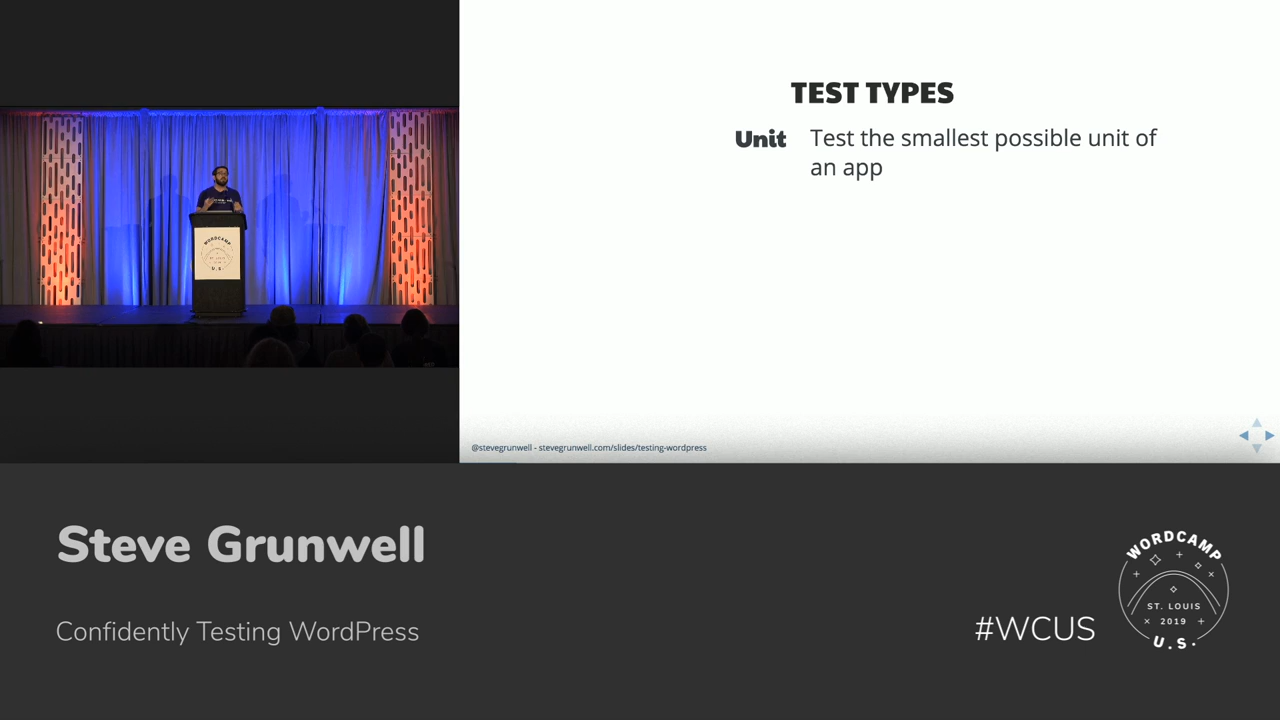 TEST TYPES
Unit Test the smallest possible unit of
an app
@stevegrunwell - stevegrunwell.com/slides/testing-wordpress
WORDCAMP
U.S.
Steve Grunwell
Confidently Testing WordPress
#WCUS
WORDCAMP
ST. LOUIS
2019
U.S.